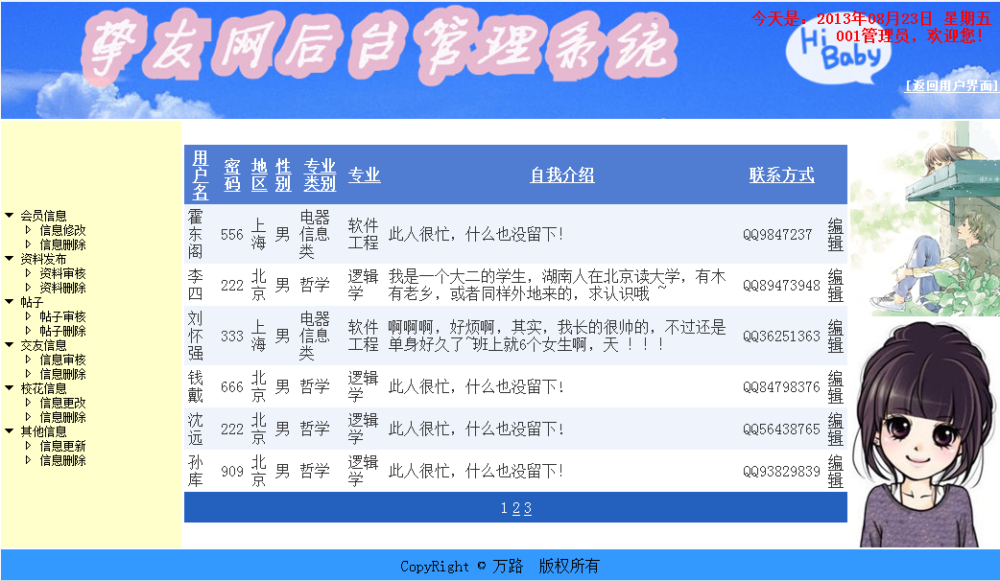 挚友网后台管理系统
Hi Baby
今天是：2013年08月23日 星期五
001管理员，欢迎您！
[返回用户界面]
会员信息
信息修改
信息删除
资料发布
资料审核
资料删除
帖子
帖子审核
帖子删除
交友信息
信息审核
信息删除
校花信息
信息更改
信息删除
其他信息
信息更新
信息删除
用户名 密码 地区 性别 专业类别 专业 自我介绍 联系方式
霍东阁 556 上海 男 电器信息类 软件工程 此人很忙，什么也没留下！ QQ9847237 编辑
李四 222 北京 男 哲学 逻辑学 我是一个大二的学生，湖南人在北京读大学，有木有老乡，或者同样外地来的，求认识哦 ~ QQ89473948 编辑
刘怀强 333 上海 男 电器信息类 软件工程 啊啊啊，好烦啊，其实，我长的很帅的，不过还是单身好久了~班上就6个女生啊，天 ！！！ QQ36251363 编辑
钱戴 666 北京 男 哲学 逻辑学 此人很忙，什么也没留下！ QQ84798376 编辑
沈远 222 北京 男 哲学 逻辑学 此人很忙，什么也没留下！ QQ56438765 编辑
孙库 909 北京 男 哲学 逻辑学 此人很忙，什么也没留下！ QQ93829839 编辑
1 2 3
CopyRight © 万路 版权所有